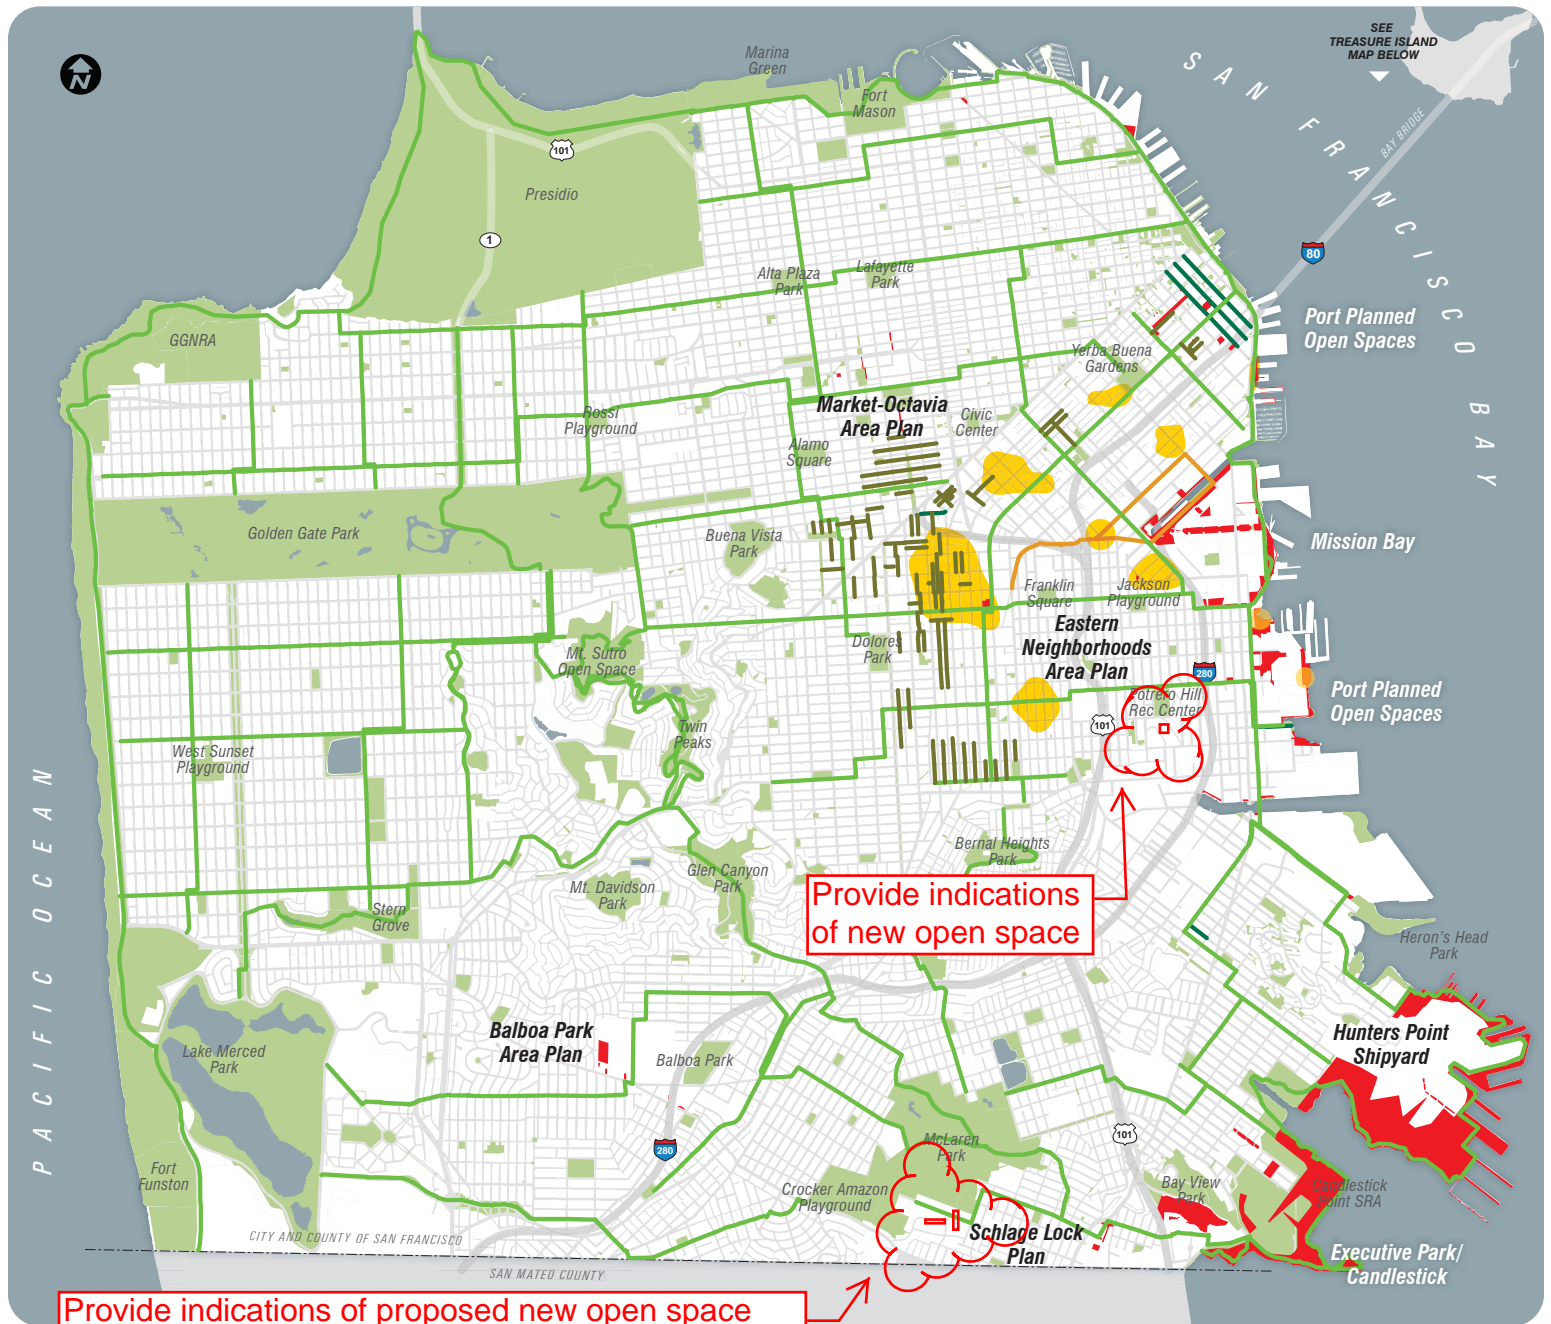 SEE
TREASURE ISLAND
MAP BELOW
N
Marina
Green
Fort
Mason
SAN FRANCISCO BAY
BAY BRIDGE
101
Presidio
1
80
Alta Plaza
Park
Lafayette
Park
Port Planned
Open Spaces
GGNRA
Yerba Buena
Gardens
Rossi
Playground
Market-Octavia
Area Plan
Civic
Center
Alamo
Square
Golden Gate Park
Buena Vista
Park
Mission Bay
Franklin
Square
Jackson
Playground
Eastern
Neighborhoods
Area Plan
Dolores
Park
Mt. Sutro
Open Space
280
Port Planned
Open Spaces
Potrero Hill
Rec Center
101
Twin
Peaks
West Sunset
Playground
PACIFIC OCEAN
Bernal Heights
Park
Glen Canyon
Park
Mt. Davidson
Park
Provide indications
of new open space
Stern
Grove
Heron's Head
Park
Hunters Point
Shipyard
Balboa Park
Area Plan
Balboa Park
Lake Merced
Park
280
101
McLaren
Park
Fort
Funston
Crocker Amazon
Playground
Bay View
Park
Candlestick
Point SRA
Schlage Lock
Plan
CITY AND COUNTY OF SAN FRANCISCO
SAN MATEO COUNTY
Executive Park/
Candlestick
Provide indications of proposed new open space